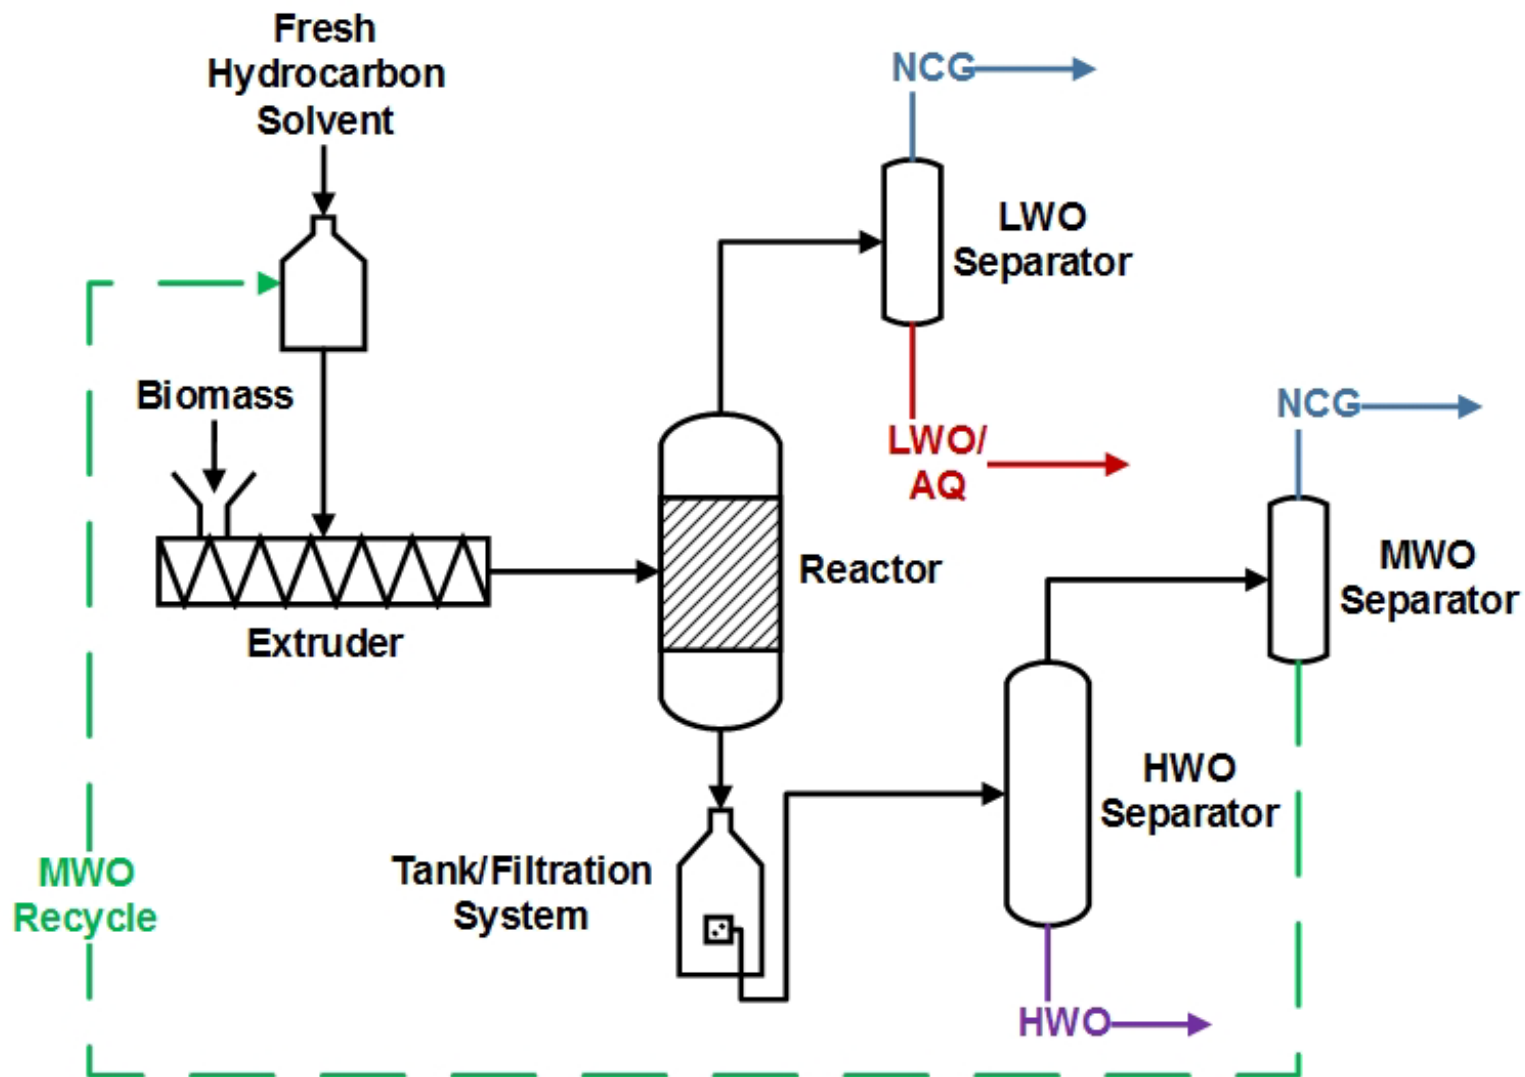 Fresh
Hydrocarbon
Solvent
NCG
LWO
Separator
Biomass
LWO/
AQ
NCG
Reactor
MWO
Separator
Extruder
HWO
Separator
Tank/Filtration
System
MWO
Recycle
HWO